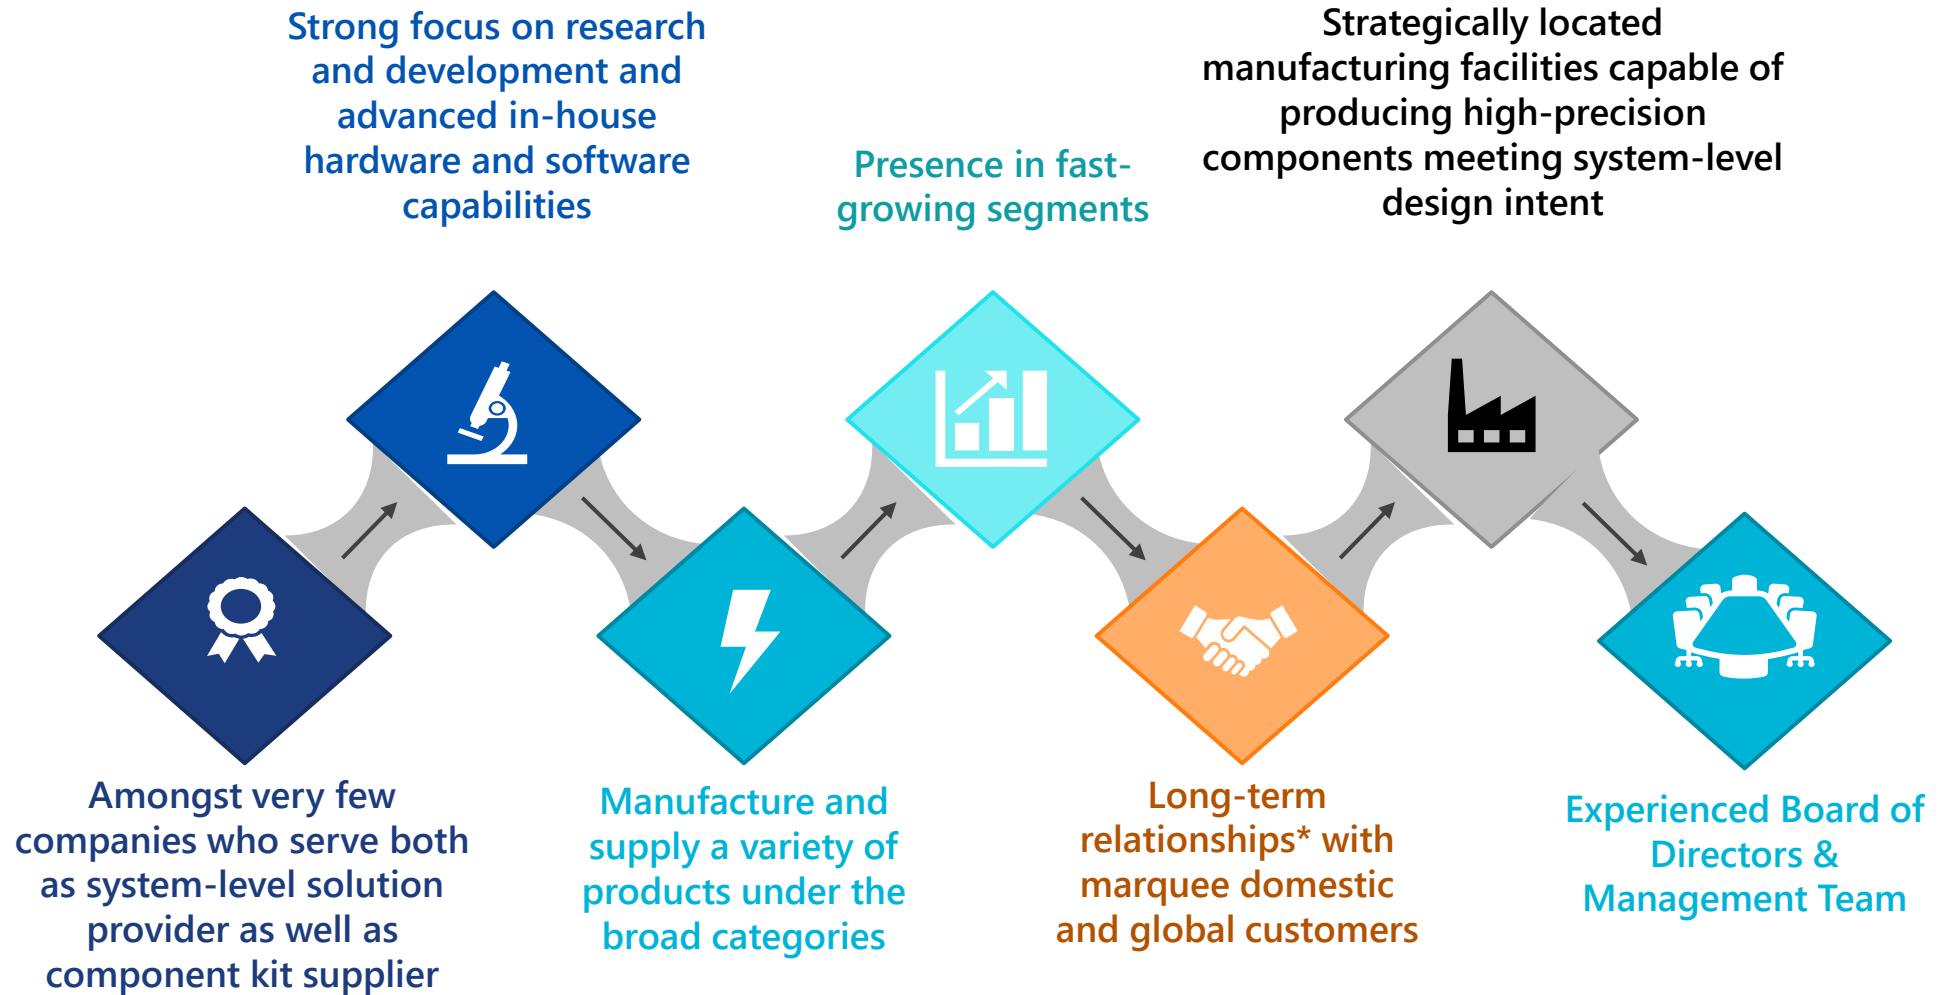 Strong focus on research
and development and
advanced in-house
hardware and software
capabilities
Presence in fast-
growing segments
Strategically located
manufacturing facilities capable of
producing high-precision
components meeting system-level
design intent
Amongst very few
companies who serve both
as system-level solution
provider as well as
component kit supplier
Manufacture and
supply a variety of
products under the
broad categories
Long-term
relationships* with
marquee domestic
and global customers
Experienced Board of
Directors &
Management Team